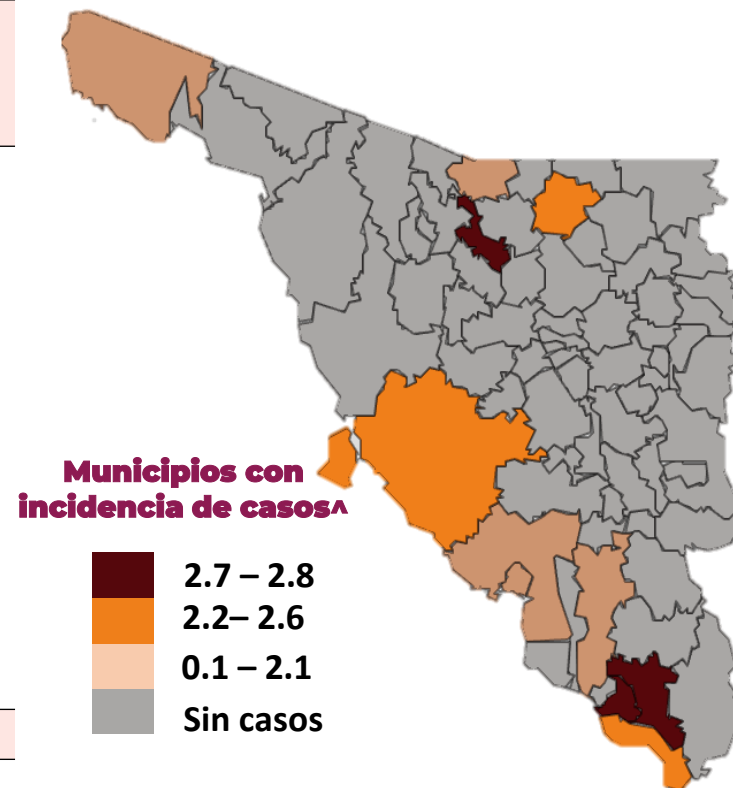 Municipios con
incidencia de casos^
2.7 – 2.8
2.2– 2.6
0.1 – 2.1
Sin casos